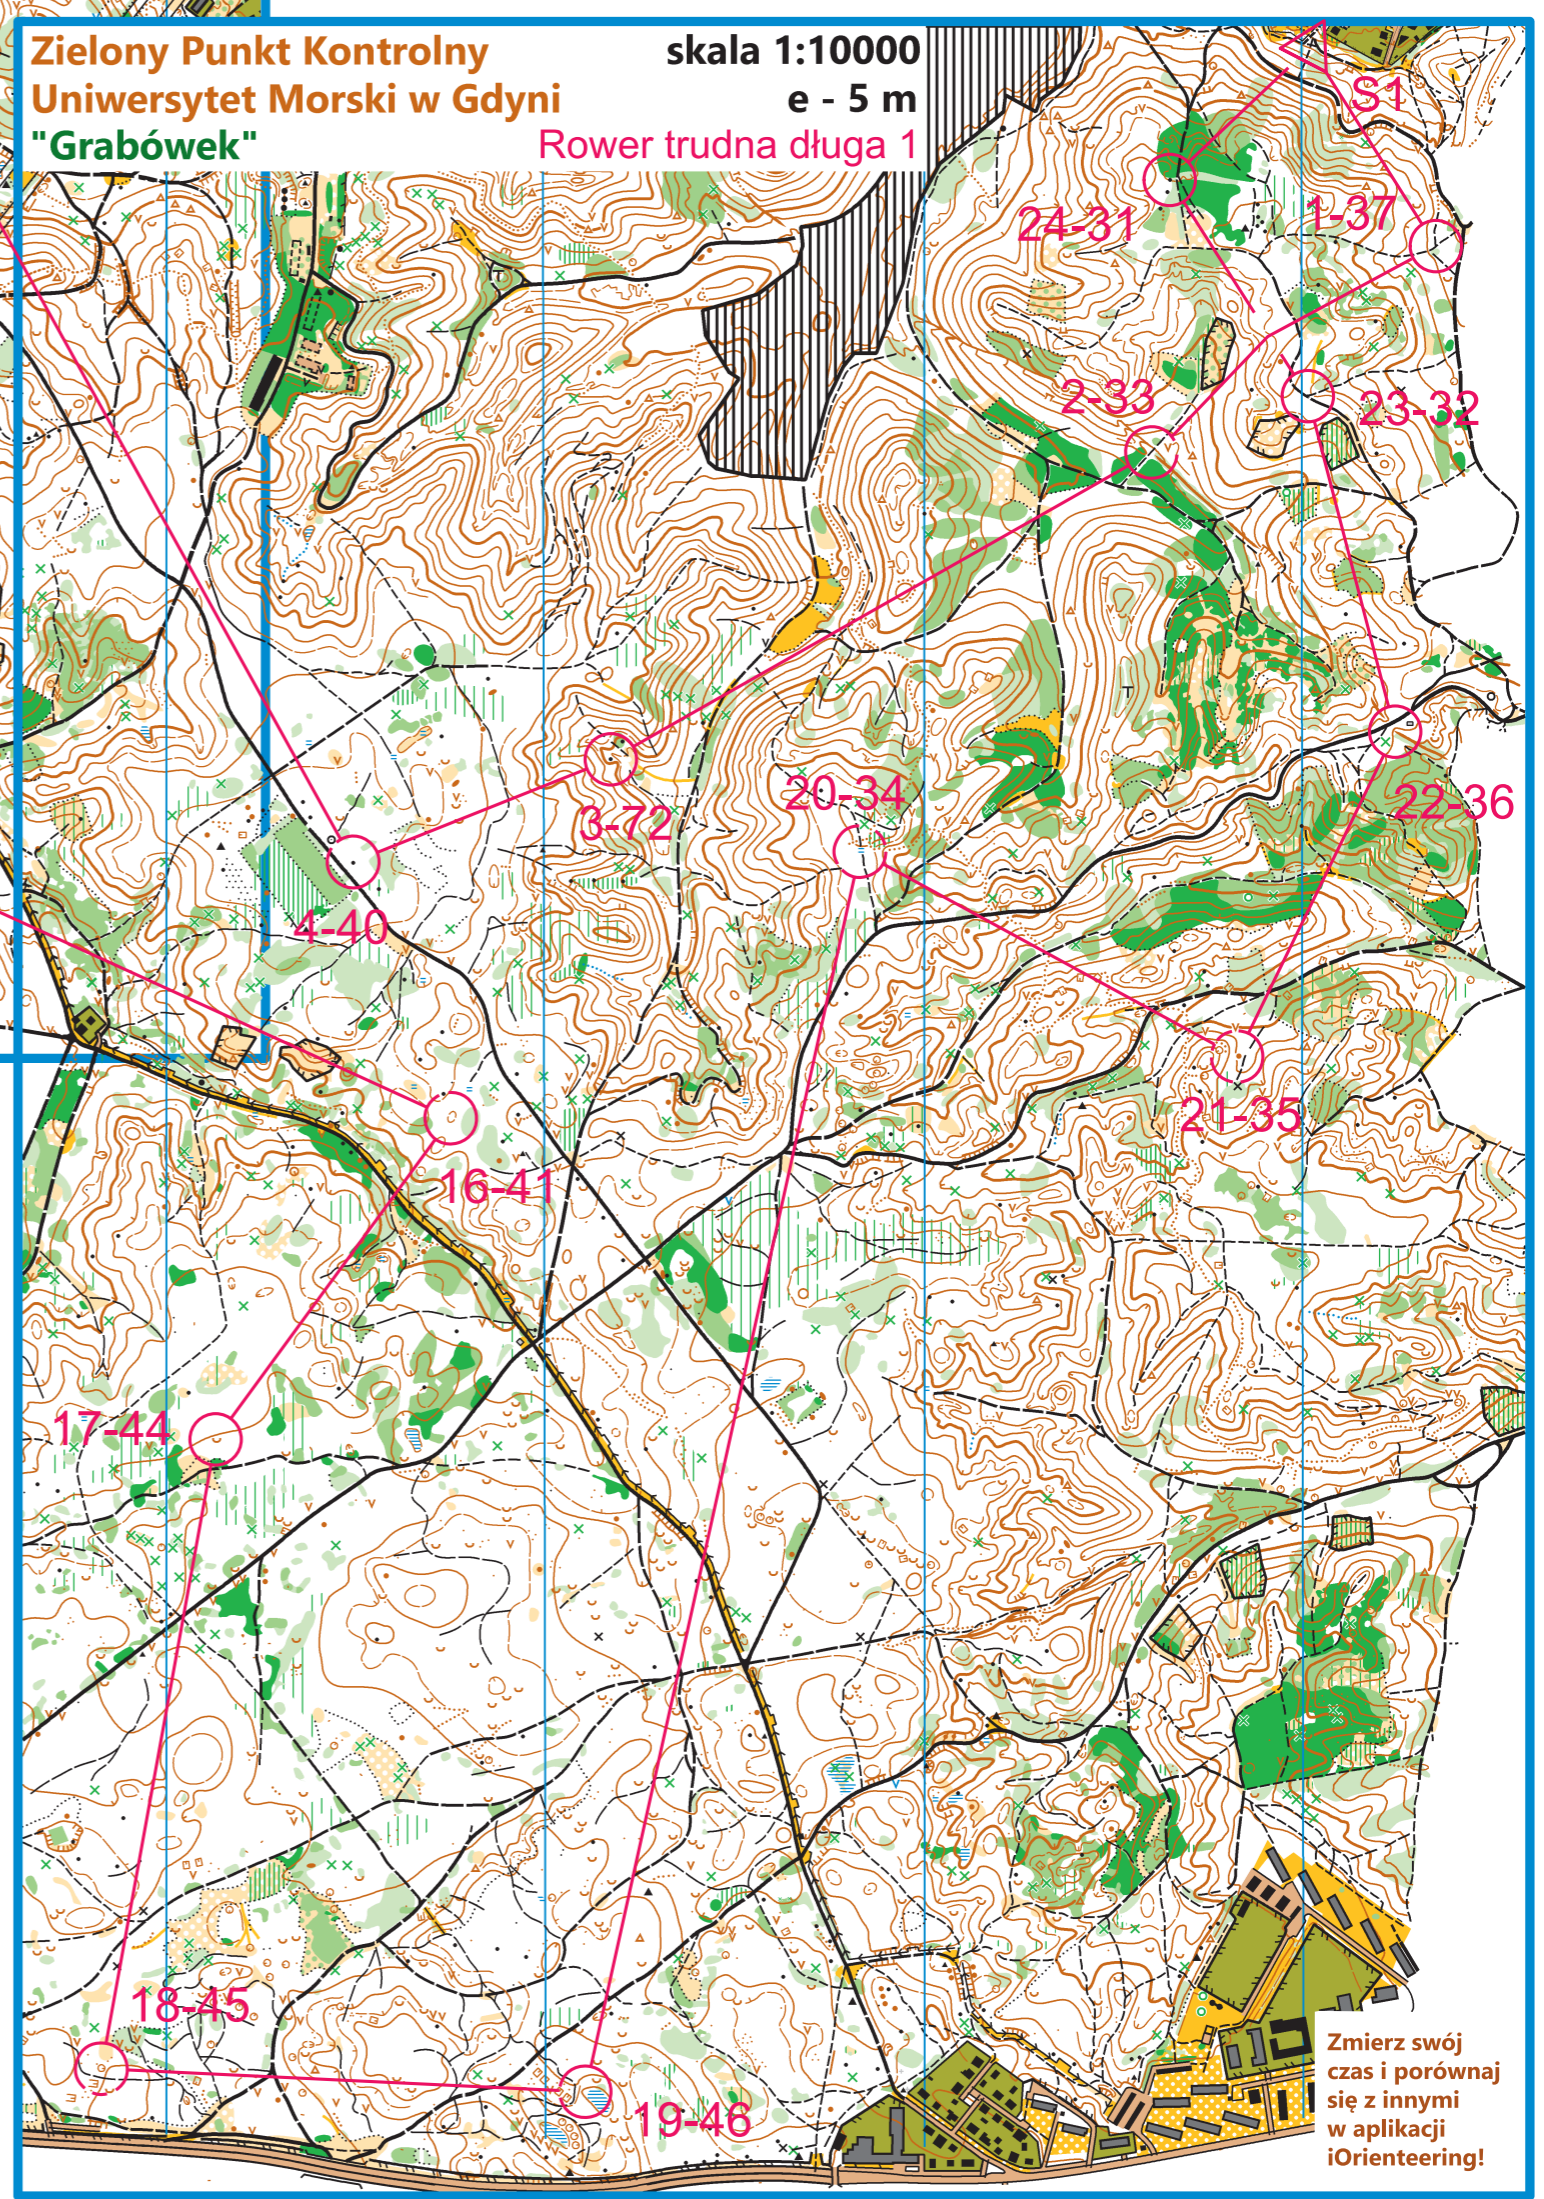 Zielony Punkt Kontrolny
Uniwersytet Morski w Gdyni
"Grabówek"
skala 1:10000
e - 5 m
Rower trudna długa 1
S1
24-31
1-37
2-33
23-32
20-34
3-72
22-36
4-40
21-35
16-41
17-44
18-45
19-46
Zmierz swój
czas i porównaj
się z innymi
w aplikacji
iOrienteering!